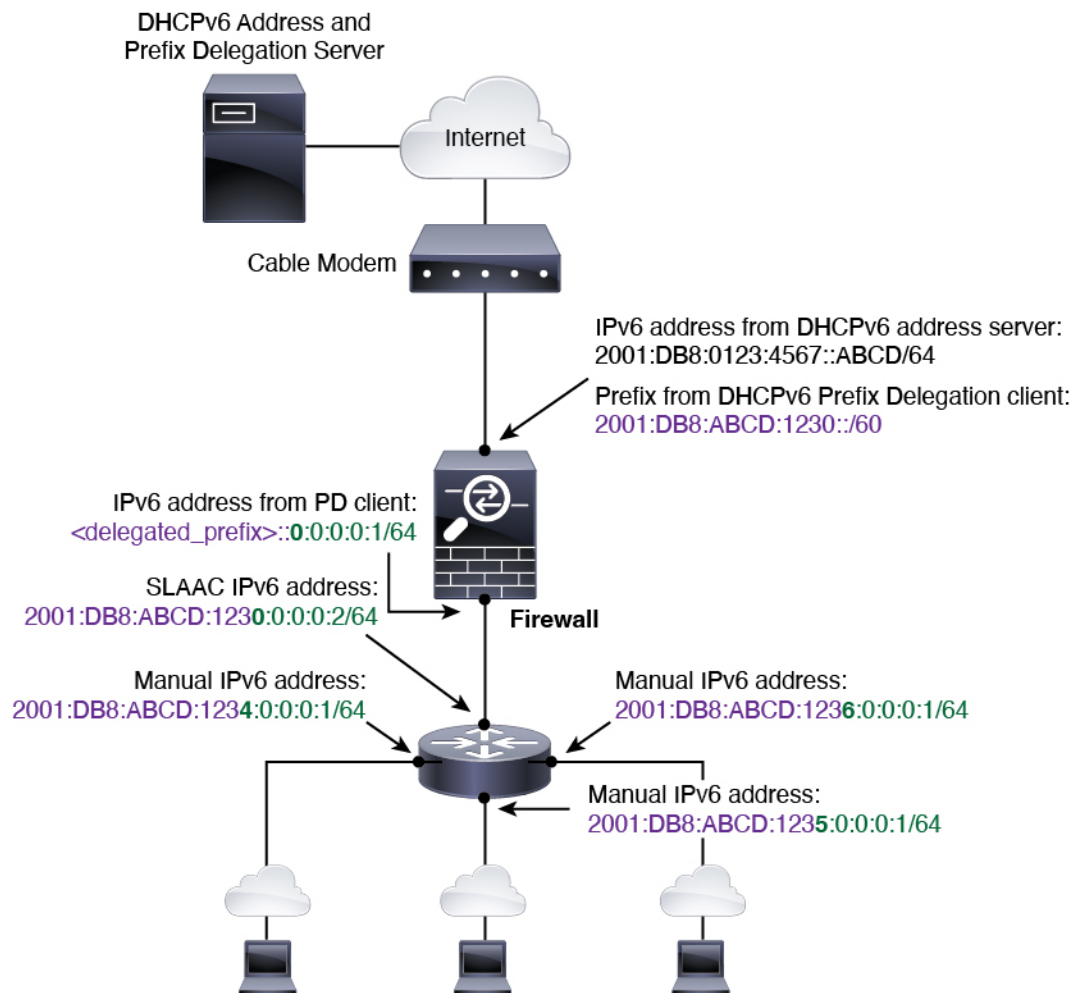 DHCPv6 Address and
Prefix Delegation Server
Internet
Cable Modem
IPv6 address from DHCPv6 address server:
2001:DB8:0123:4567::ABCD/64
Prefix from DHCPv6 Prefix Delegation client:
2001:DB8:ABCD:1230::/60
IPv6 address from PD client:
<delegated_prefix>::0:0:0:0:1/64
SLAAC IPv6 address:
2001:DB8:ABCD:1230:0:0:0:2/64
Firewall
Manual IPv6 address:
2001:DB8:ABCD:1234:0:0:0:1/64
Manual IPv6 address:
2001:DB8:ABCD:1236:0:0:0:1/64
Manual IPv6 address:
2001:DB8:ABCD:1235:0:0:0:1/64